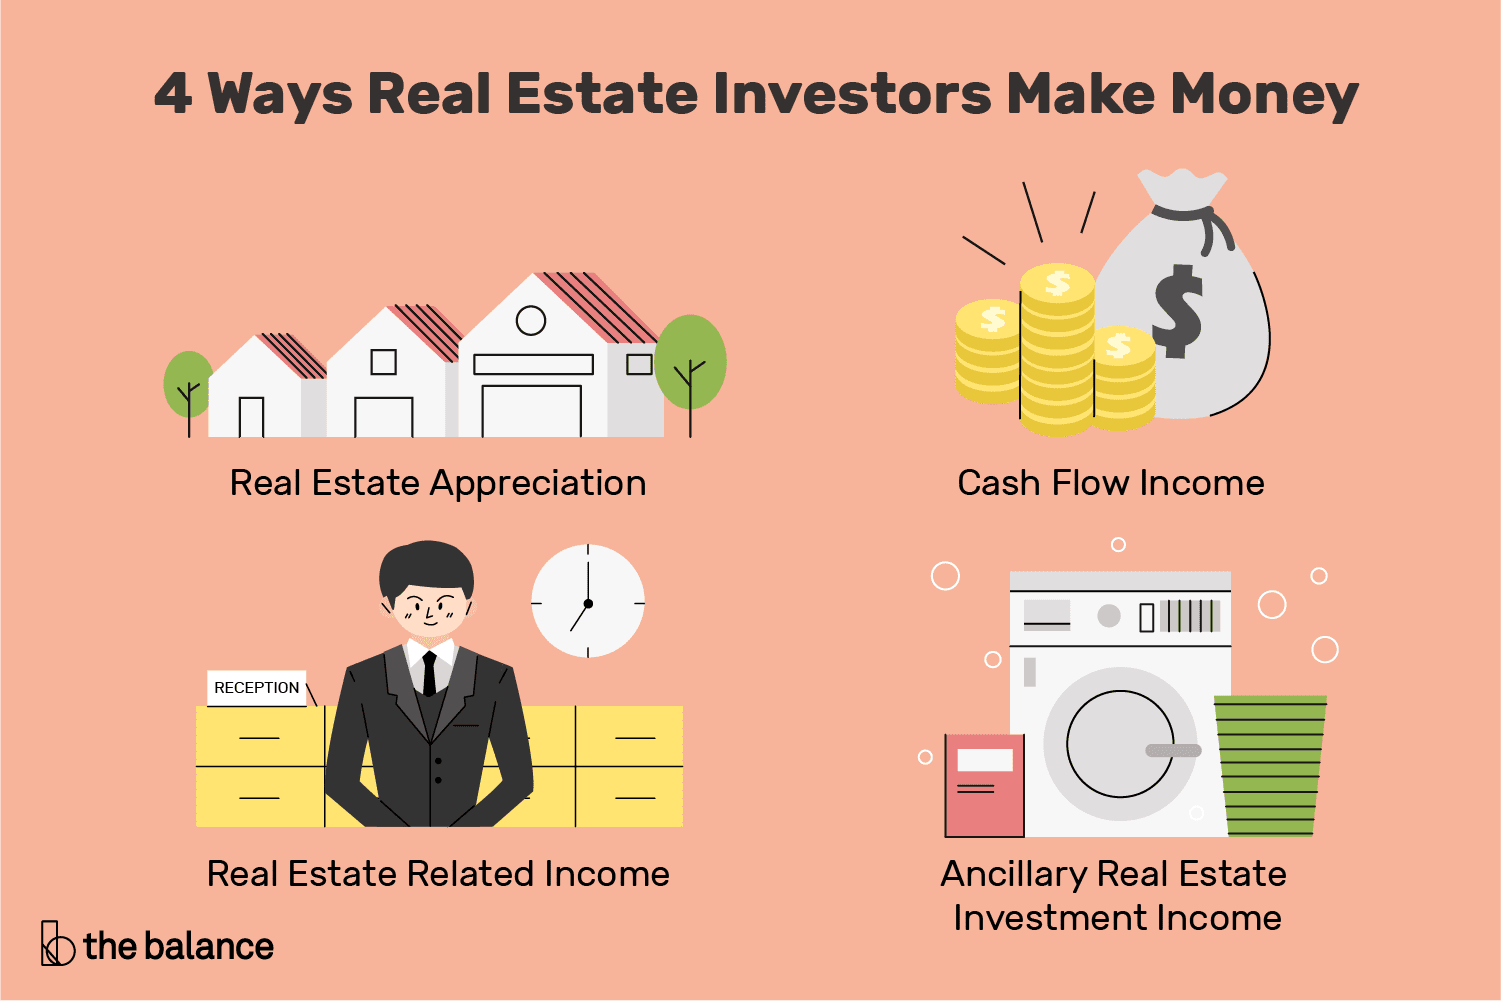 4 Ways Real Estate Investors Make Money
$
$
$
$
Real Estate Appreciation
Cash Flow Income
RECEPTION
Real Estate Related Income
Ancillary Real Estate
Investment Income
the balance